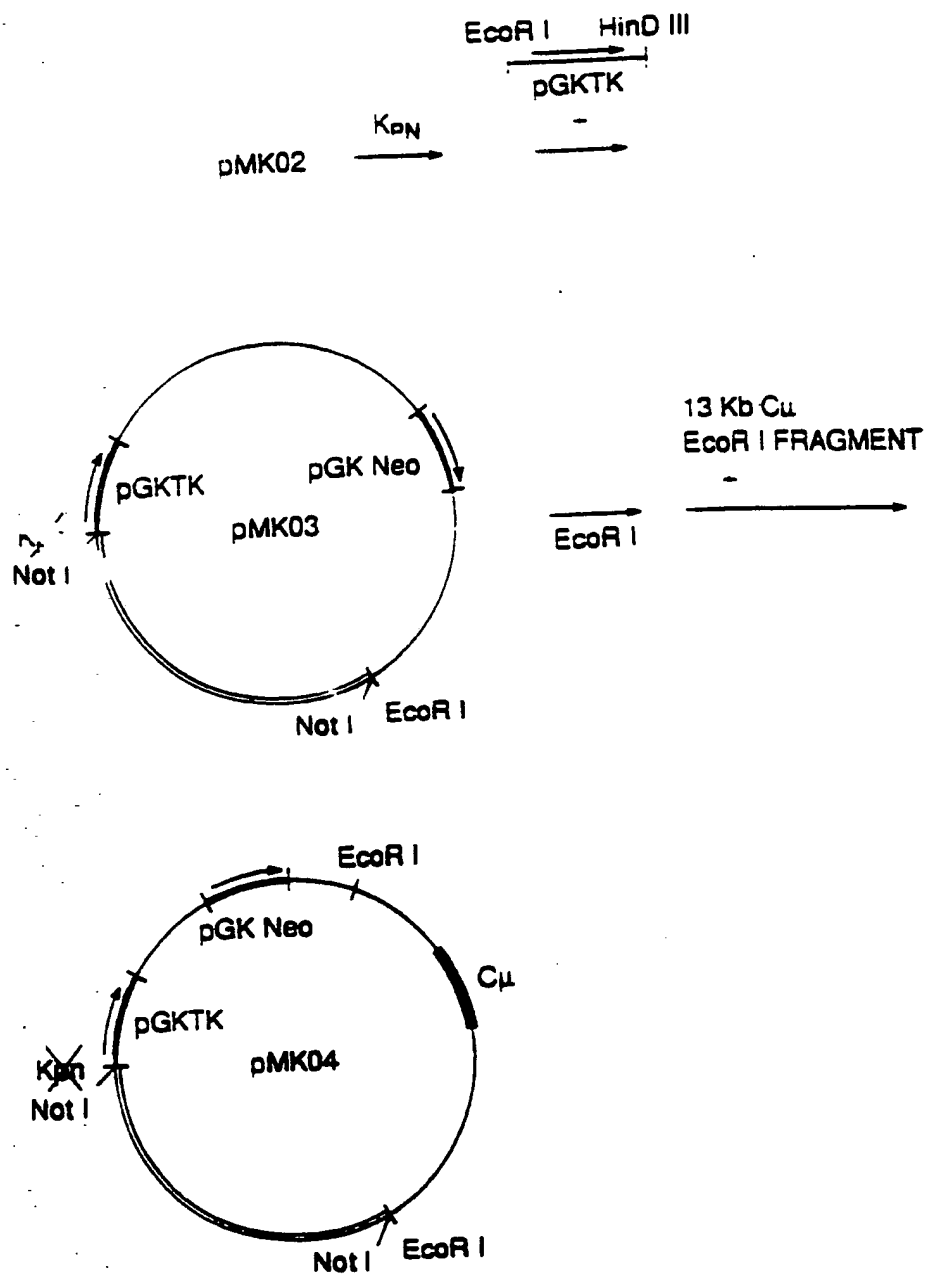 EcoR I HinD III
pGKTK
KpN
pMK02
13 Kb Cμ
EcoR I FRAGMENT
pGK Neo
pGKTK
pMK03
EcoR I
Not I
Not I EcoR I
EcoR I
pGK Neo
Cμ
pGKTK
Kpn
pMK04
Not I
Not I EcoR I